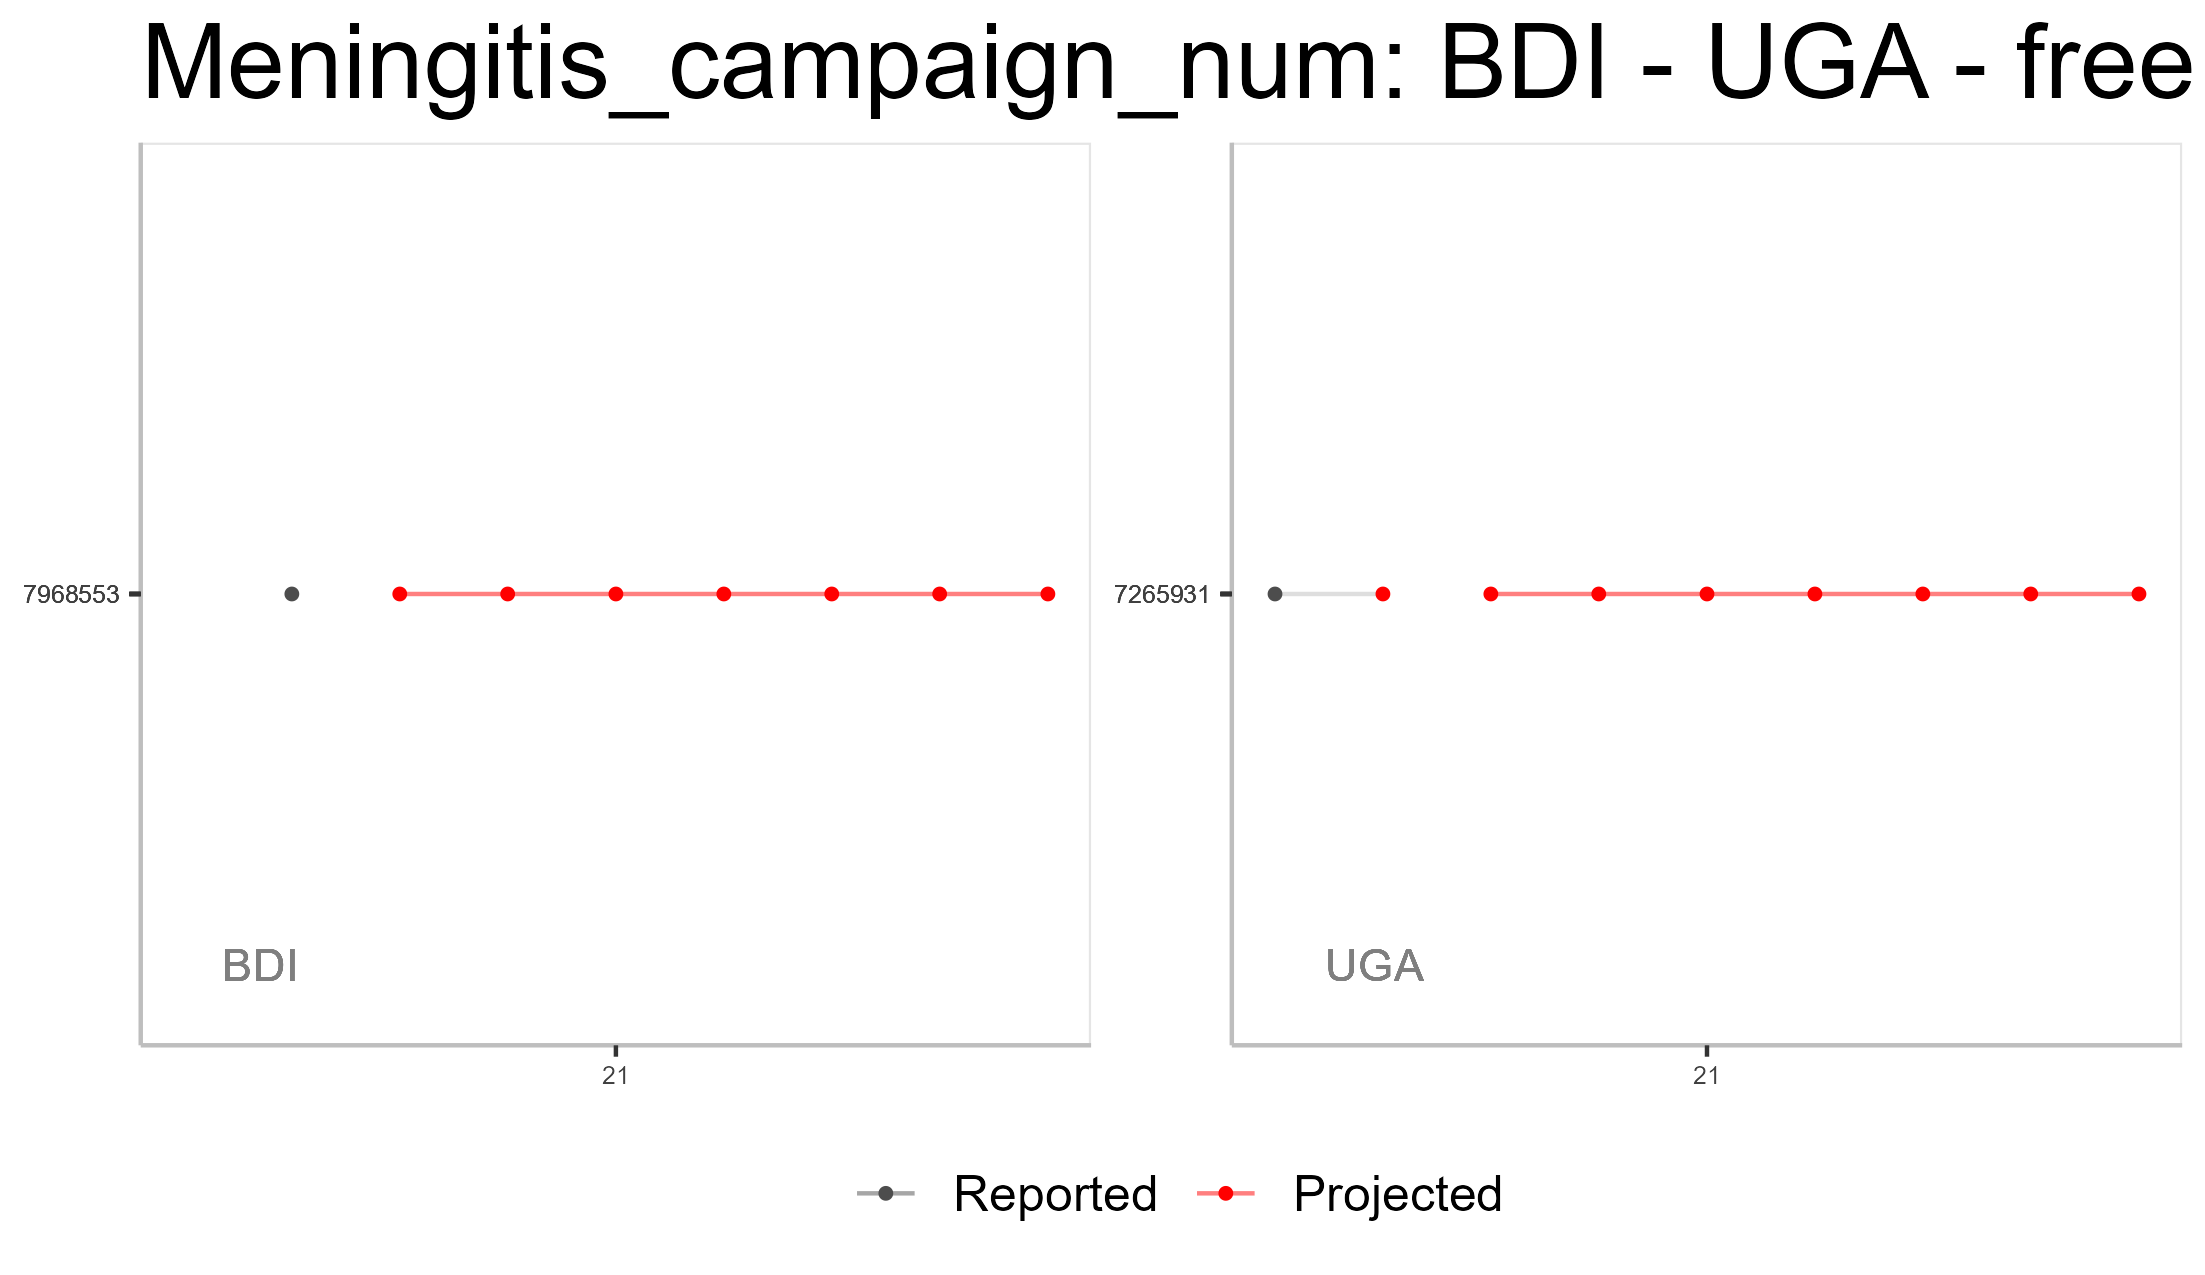 Meningitis_campaign_num: BDI - UGA - free
7968553
7265931
BDI
UGA
21
21
Reported
Projected